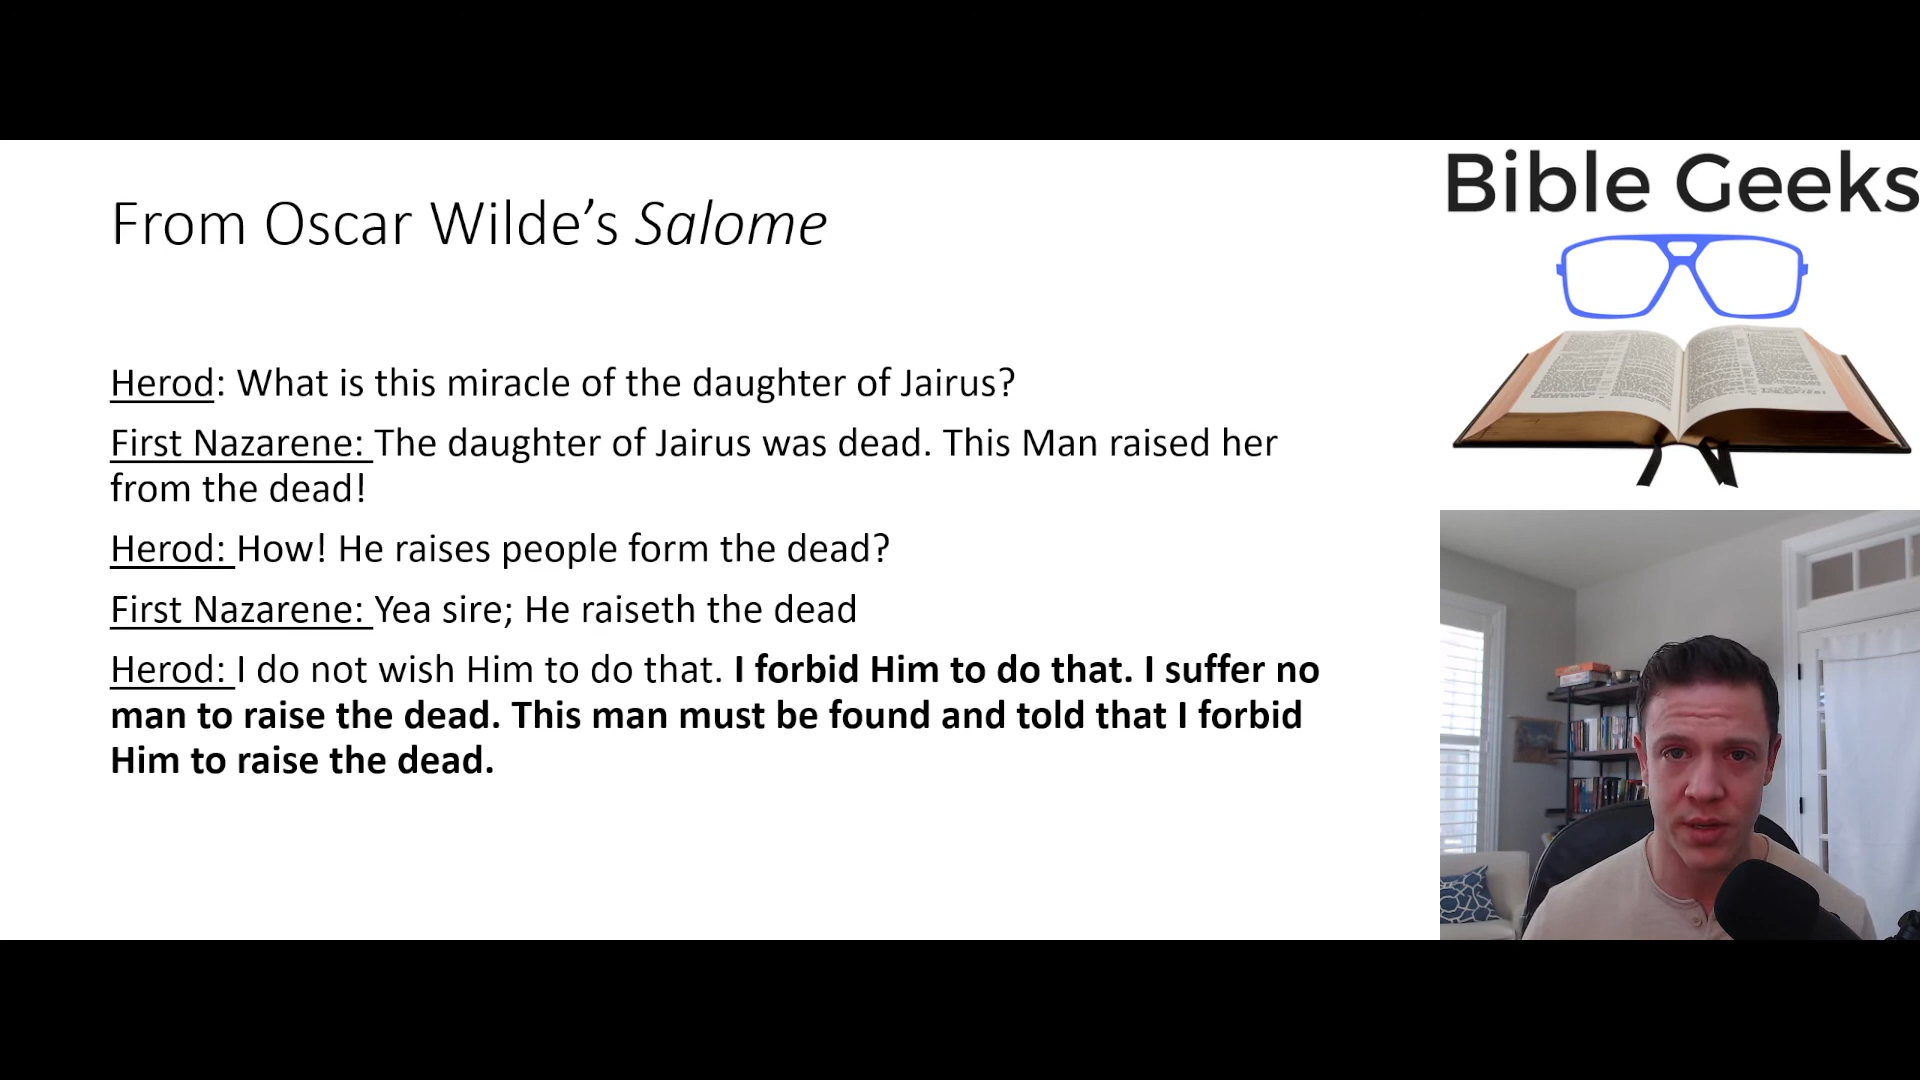 Bible Geeks
From Oscar Wilde’s Salome
Herod: What is this miracle of the daughter of Jairus?
First Nazarene: The daughter of Jairus was dead. This Man raised her
from the dead!
Herod: How! He raises people form the dead?
First Nazarene: Yea sire; He raiseth the dead
Herod: I do not wish Him to do that. I forbid Him to do that. I suffer no
man to raise the dead. This man must be found and told that I forbid
Him to raise the dead.